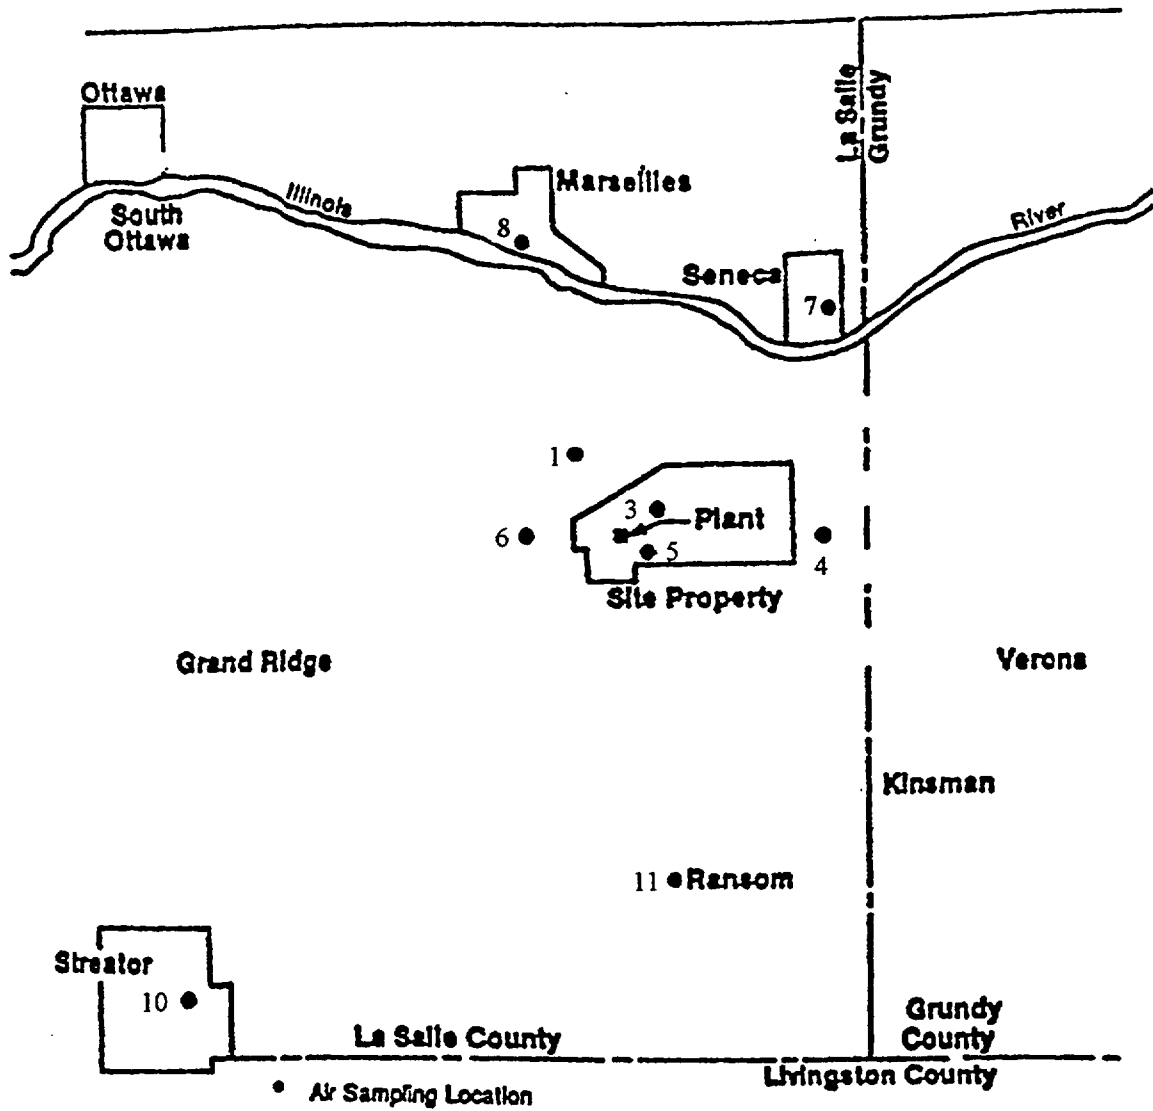 Ottawa
La Salle
Grundy
Marseilles
Illinois
River
South
Ottawa
8
Seneca
7
1
3
Plant
6
5
4
Site Property
Grand Ridge
Verona
Kinsman
11
Ransom
Streator
10
Grundy
County
La Salle County
Livingston County
Air Sampling Location